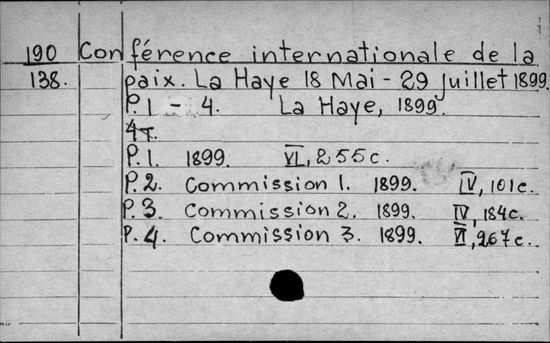 190 Conférence internationale de la
138. paix. La Haye 18 Mai - 29 juillet 1899.
P. 1 - 4. La Haye, 1899.
4т.
P. 1. 1899. VI, 255 c.
P. 2. Commission 1. 1899. IV, 101 c.
P. 3. Commission 2. 1899. IV, 184 c.
P. 4. Commission 3. 1899. VI, 267 c.